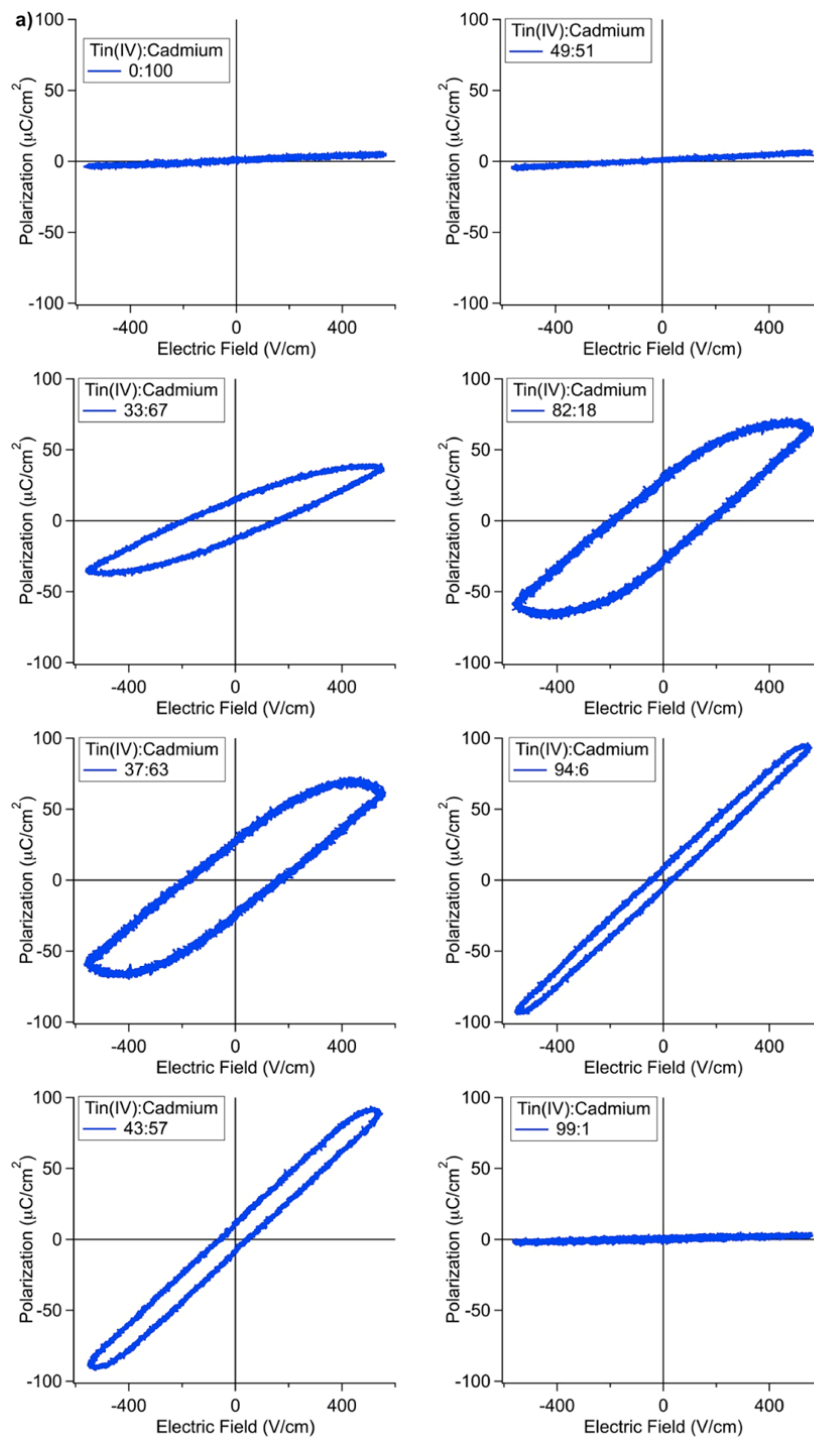 a)
100
50
0
-50
-100
Polarization (μC/cm²)
Tin(IV):Cadmium
0:100
-400 0 400
Electric Field (V/cm)
100
50
0
-50
-100
Polarization (μC/cm²)
Tin(IV):Cadmium
49:51
-400 0 400
Electric Field (V/cm)
100
50
0
-50
-100
Polarization (μC/cm²)
Tin(IV):Cadmium
33:67
-400 0 400
Electric Field (V/cm)
100
50
0
-50
-100
Polarization (μC/cm²)
Tin(IV):Cadmium
82:18
-400 0 400
Electric Field (V/cm)
100
50
0
-50
-100
Polarization (μC/cm²)
Tin(IV):Cadmium
37:63
-400 0 400
Electric Field (V/cm)
100
50
0
-50
-100
Polarization (μC/cm²)
Tin(IV):Cadmium
94:6
-400 0 400
Electric Field (V/cm)
100
50
0
-50
-100
Polarization (μC/cm²)
Tin(IV):Cadmium
43:57
-400 0 400
Electric Field (V/cm)
100
50
0
-50
-100
Polarization (μC/cm²)
Tin(IV):Cadmium
99:1
-400 0 400
Electric Field (V/cm)